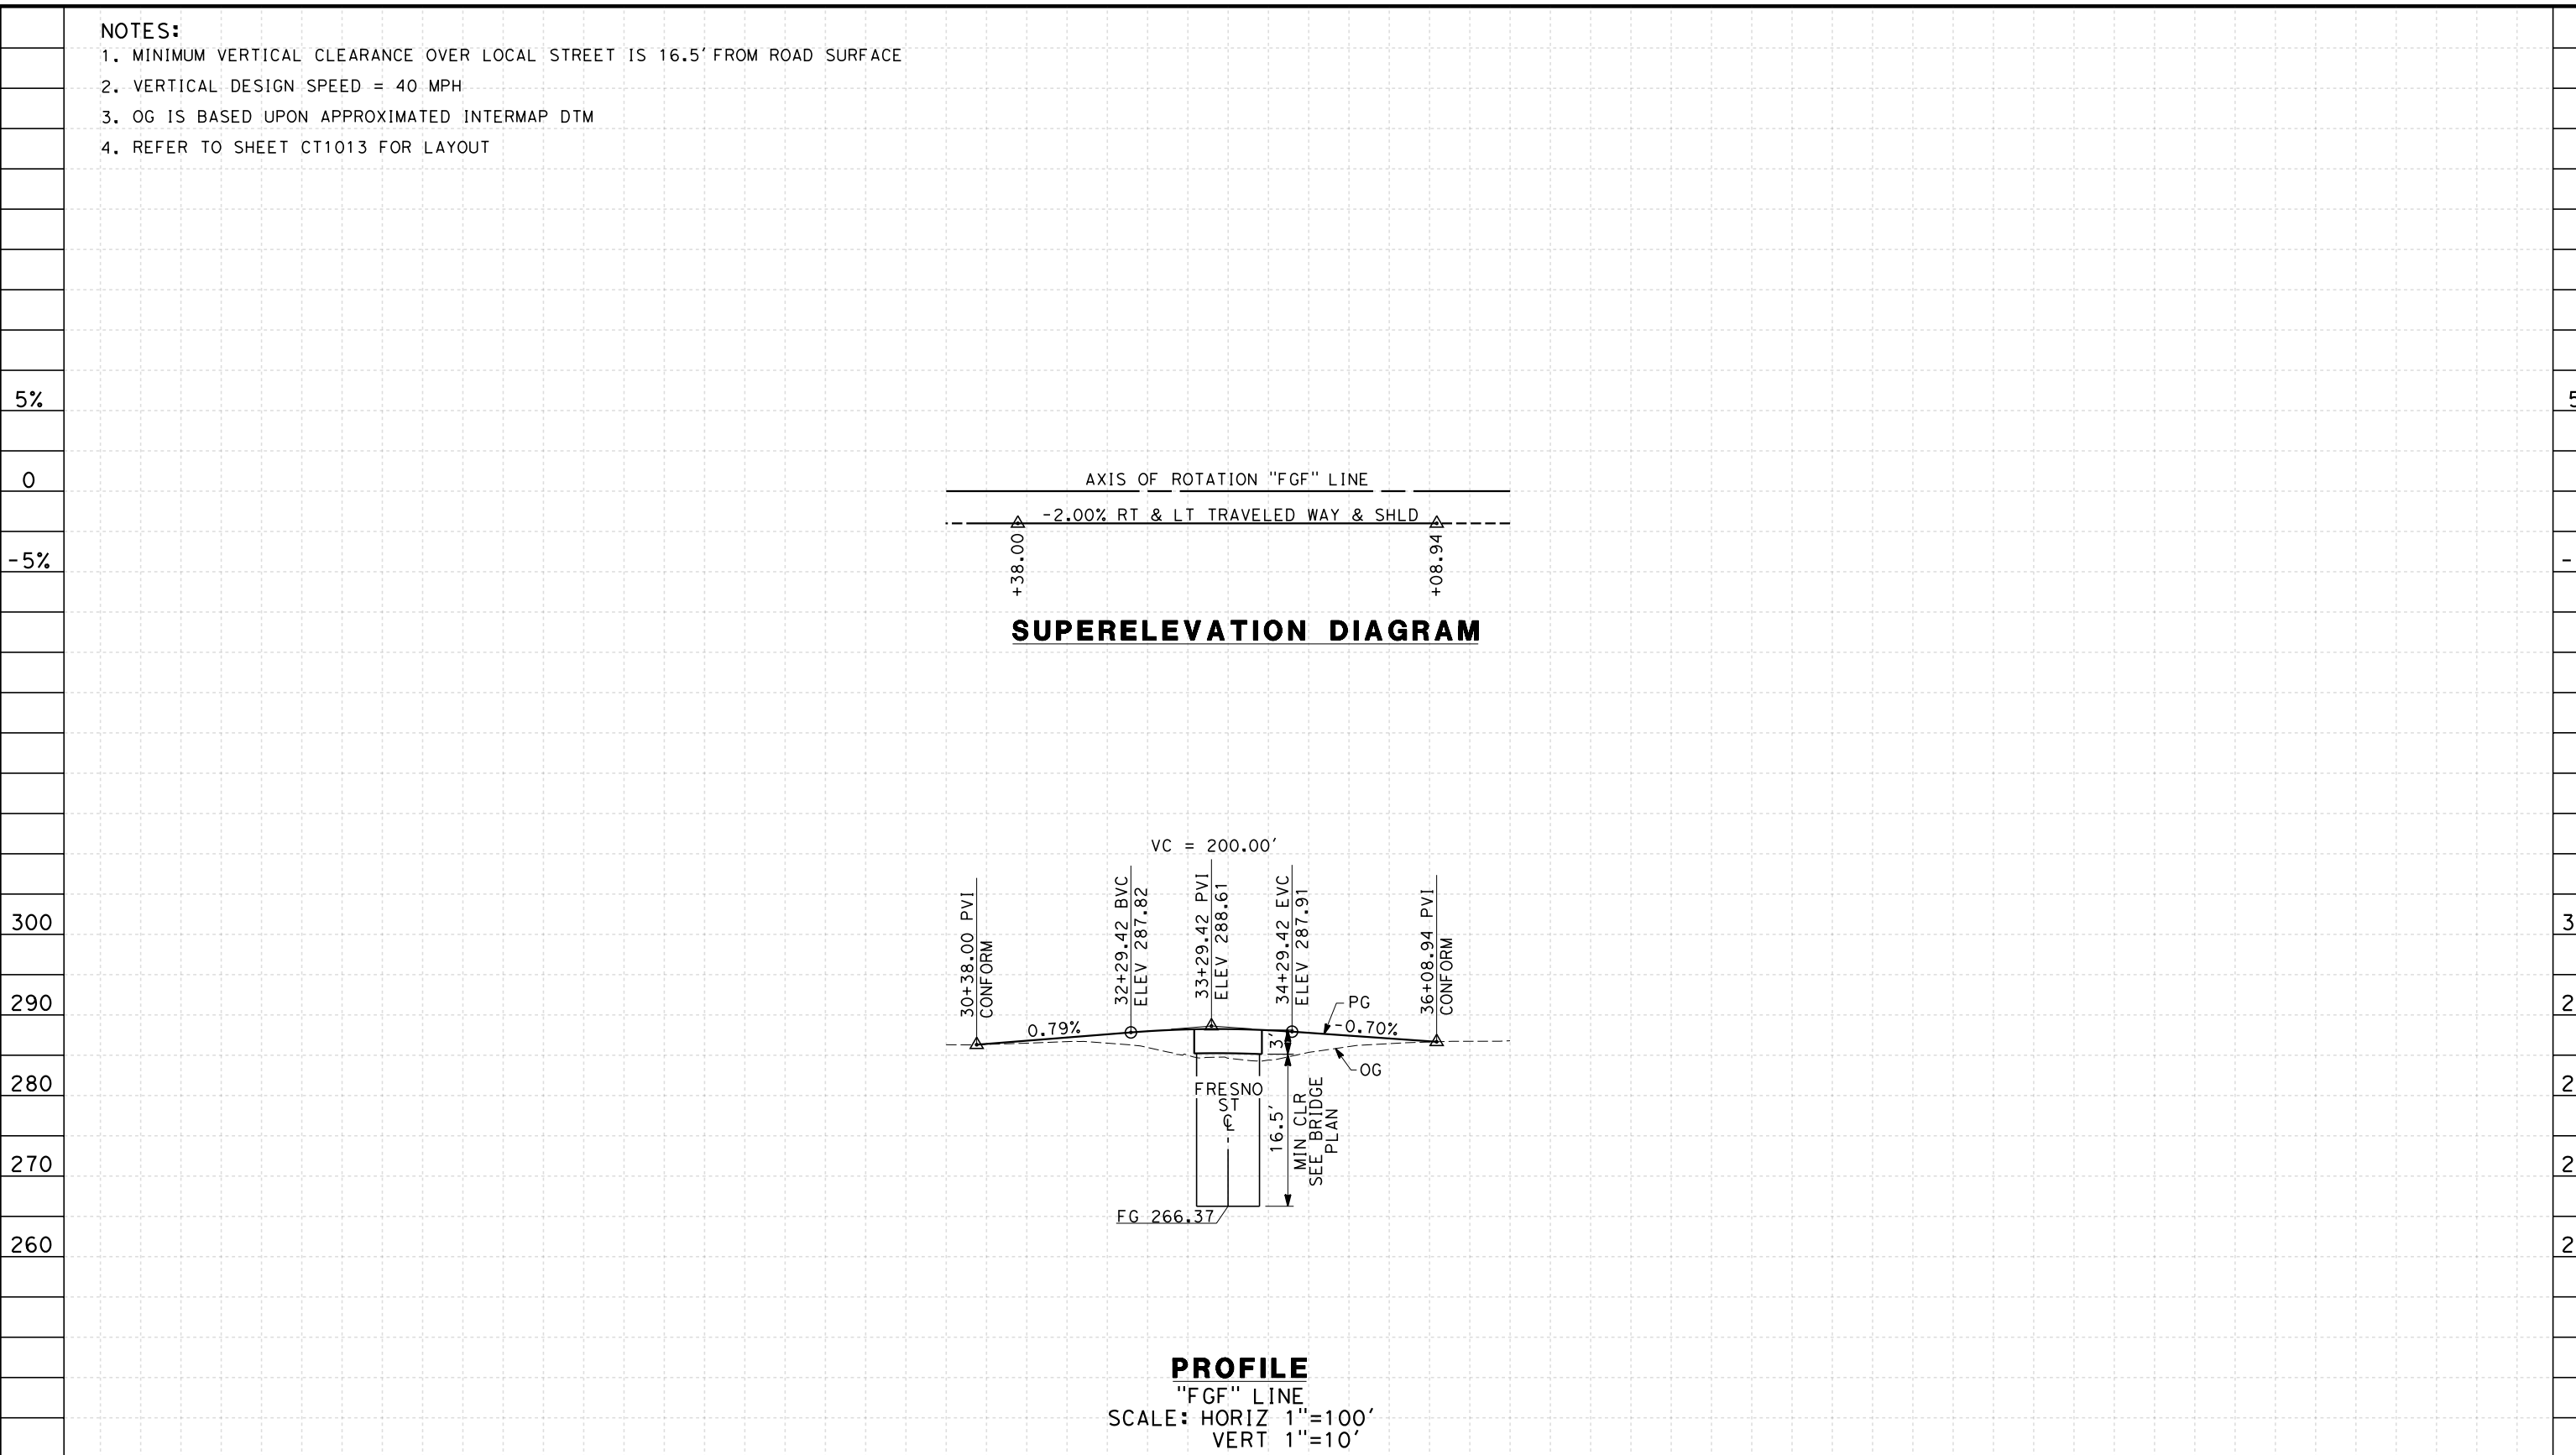 NOTES:
1. MINIMUM VERTICAL CLEARANCE OVER LOCAL STREET IS 16.5' FROM ROAD SURFACE
2. VERTICAL DESIGN SPEED = 40 MPH
3. OG IS BASED UPON APPROXIMATED INTERMAP DTM
4. REFER TO SHEET CT1013 FOR LAYOUT
5%
0
-5%
AXIS OF ROTATION "FGF" LINE
-2.00% RT & LT TRAVELED WAY & SHLD
+38.00
+08.94
SUPERELEVATION DIAGRAM
VC = 200.00'
30+38.00 PVI
CONFORM
32+29.42 BVC
ELEV 287.82
33+29.42 PVI
ELEV 288.61
34+29.42 EVC
ELEV 287.91
36+08.94 PVI
CONFORM
300
290
280
270
260
0.79%
PG
-0.70%
3'
OG
FRESNO
ST
℄
16.5'
MIN CLR
SEE BRIDGE
PLAN
FG 266.37
PROFILE
"FGF" LINE
SCALE: HORIZ 1"=100'
VERT 1"=10'